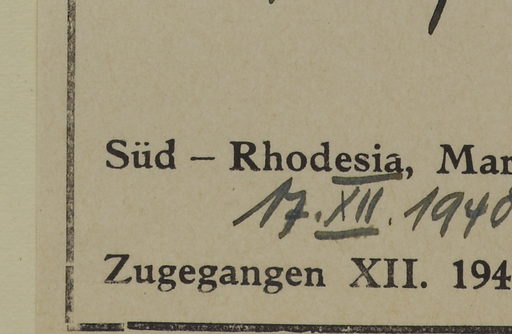 Süd – Rhodesia, Mar
17. XII. 1940
Zugegangen XII. 194